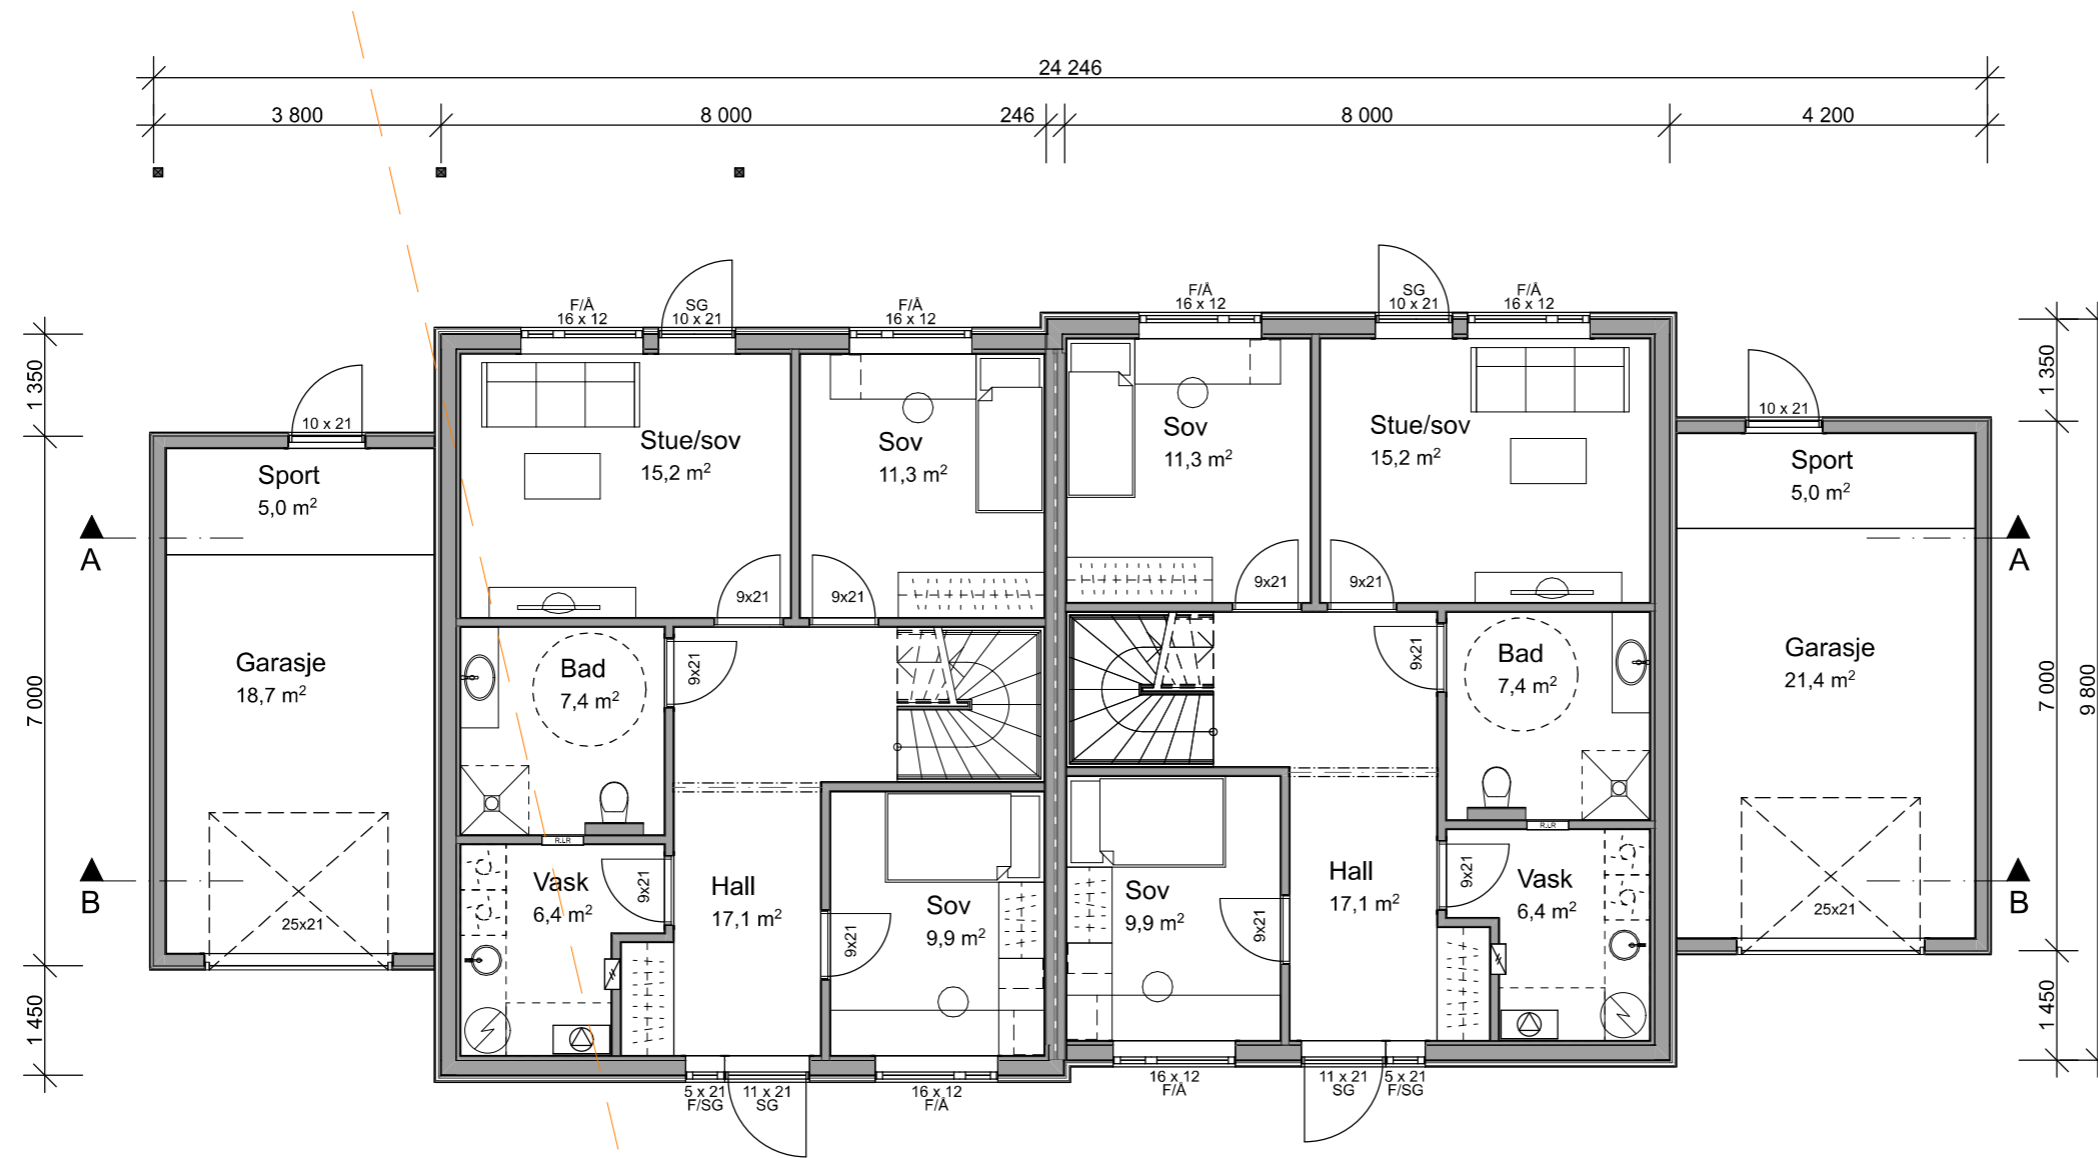 24 246
3 800
8 000
246
8 000
4 200
F/Å
16 x 12
SG
10 x 21
F/Å
16 x 12
F/Å
16 x 12
SG
10 x 21
F/Å
16 x 12
1 350
7 000
1 450
1 350
7 000
1 450
9 800
10 x 21
Sport
5,0 m²
A
Garasje
18,7 m²
B
25x21
Stue/sov
15,2 m²
9x21
Sov
11,3 m²
9x21
Bad
7,4 m²
9x21
R.LR
Vask
6,4 m²
9x21
Hall
17,1 m²
9x21
Sov
9,9 m²
5 x 21
F/SG
11 x 21
SG
16 x 12
F/Å
Sov
11,3 m²
9x21
Stue/sov
15,2 m²
9x21
9x21
Bad
7,4 m²
R.LR
Sov
9,9 m²
9x21
Hall
17,1 m²
9x21
Vask
6,4 m²
16 x 12
F/Å
11 x 21
SG
5 x 21
F/SG
10 x 21
Sport
5,0 m²
A
Garasje
21,4 m²
B
25x21